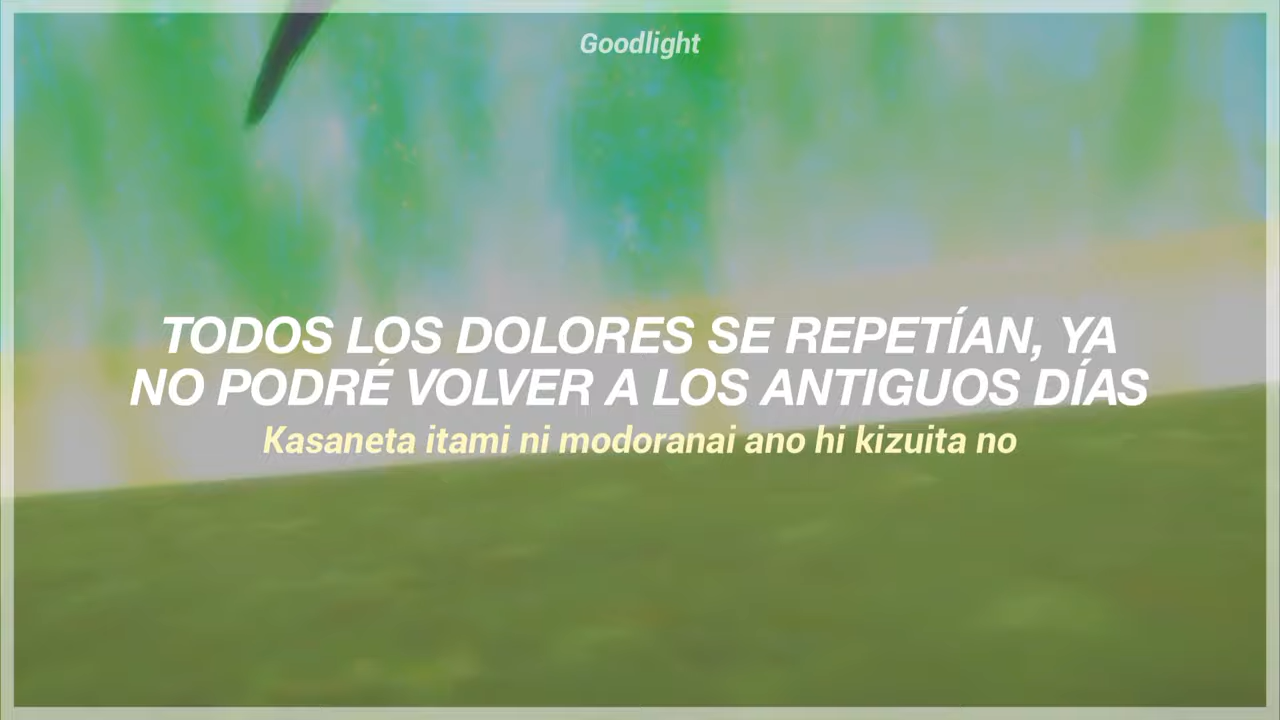 Goodlight
TODOS LOS DOLORES SE REPETÍAN, YA
NO PODRÉ VOLVER A LOS ANTIGUOS DÍAS
Kasaneta itami ni modoranai ano hi kizuita no